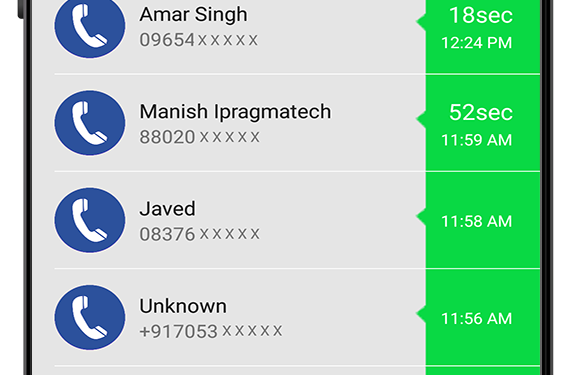 Amar Singh
18sec
09654xxxxx
12:24 PM
Manish Ipragmatech
52sec
88020xxxxx
11:59 AM
Javed
08376xxxxx
11:58 AM
Unknown
+917053xxxxx
11:56 AM